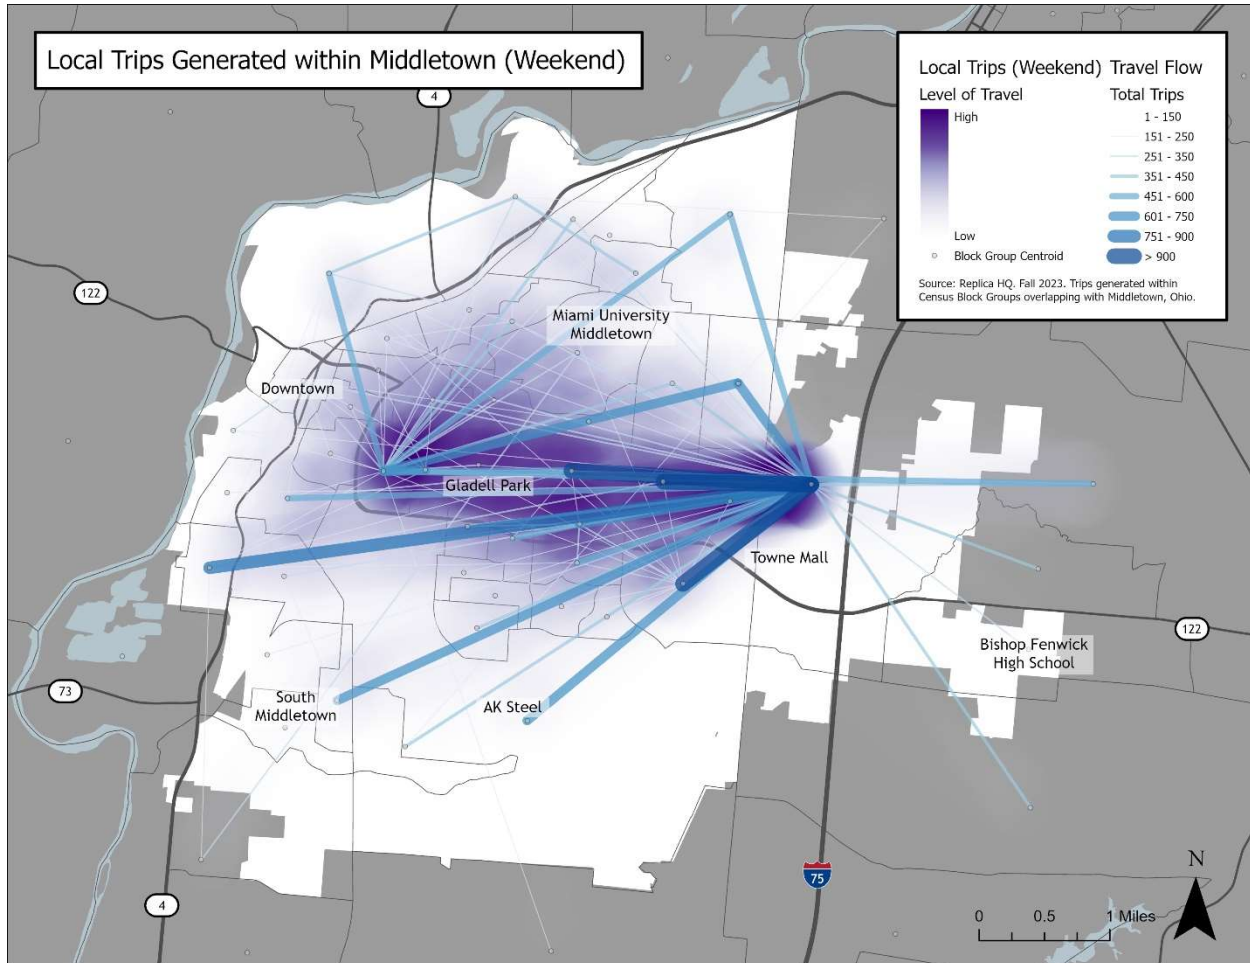 Local Trips Generated within Middletown (Weekend)
4
Local Trips (Weekend)
Level of Travel
High
Low
Block Group Centroid
Travel Flow
Total Trips
1 - 150
151 - 250
251 - 350
351 - 450
451 - 600
601 - 750
751 - 900
> 900
Source: Replica HQ. Fall 2023. Trips generated within
Census Block Groups overlapping with Middletown, Ohio.
122
Miami University
Middletown
Downtown
Gladell Park
Towne Mall
122
Bishop Fenwick
High School
73
South
Middletown
AK Steel
75
4
N
0 0.5 1 Miles